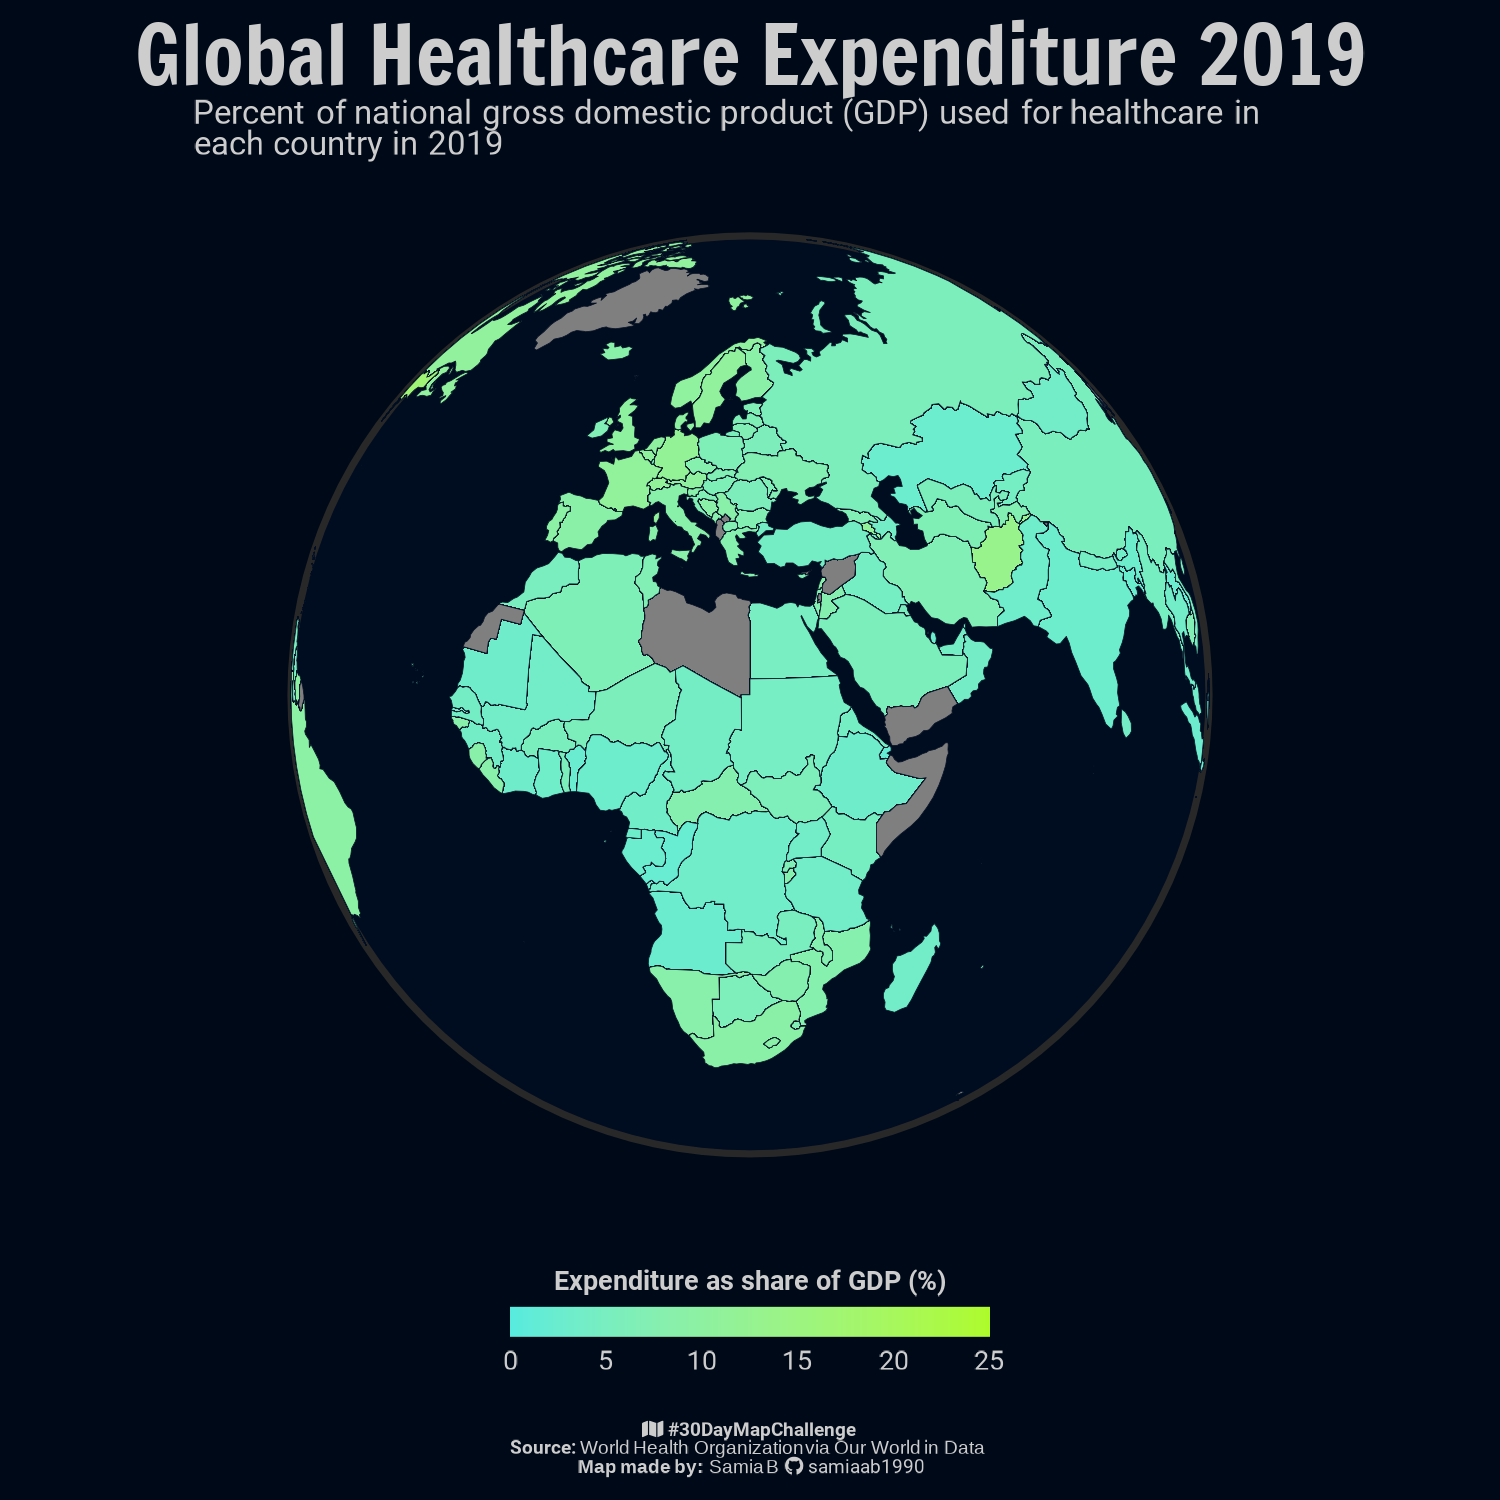 Global Healthcare Expenditure 2019
Percent of national gross domestic product (GDP) used for healthcare in
each country in 2019
Expenditure as share of GDP (%)
0 5 10 15 20 25
#30DayMapChallenge
Source: World Health Organization via Our World in Data
Map made by: Samia B samiaab1990